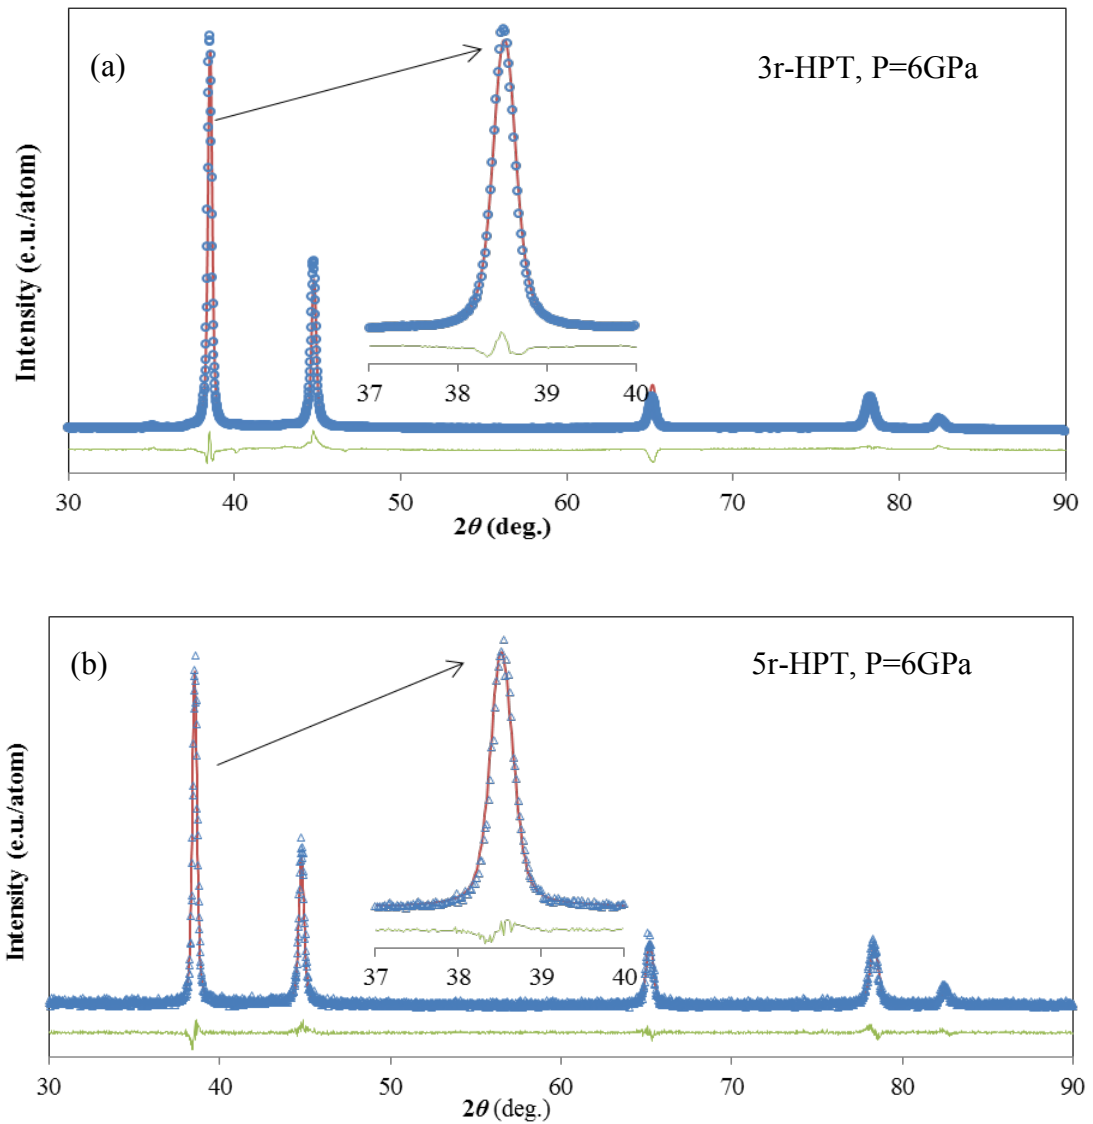 (a)
3r-HPT, P=6GPa
Intensity (e.u./atom)
37 38 39 40
30 40 50 60 70 80 90
2θ (deg.)
(b)
5r-HPT, P=6GPa
Intensity (e.u./atom)
37 38 39 40
30 40 50 60 70 80 90
2θ (deg.)